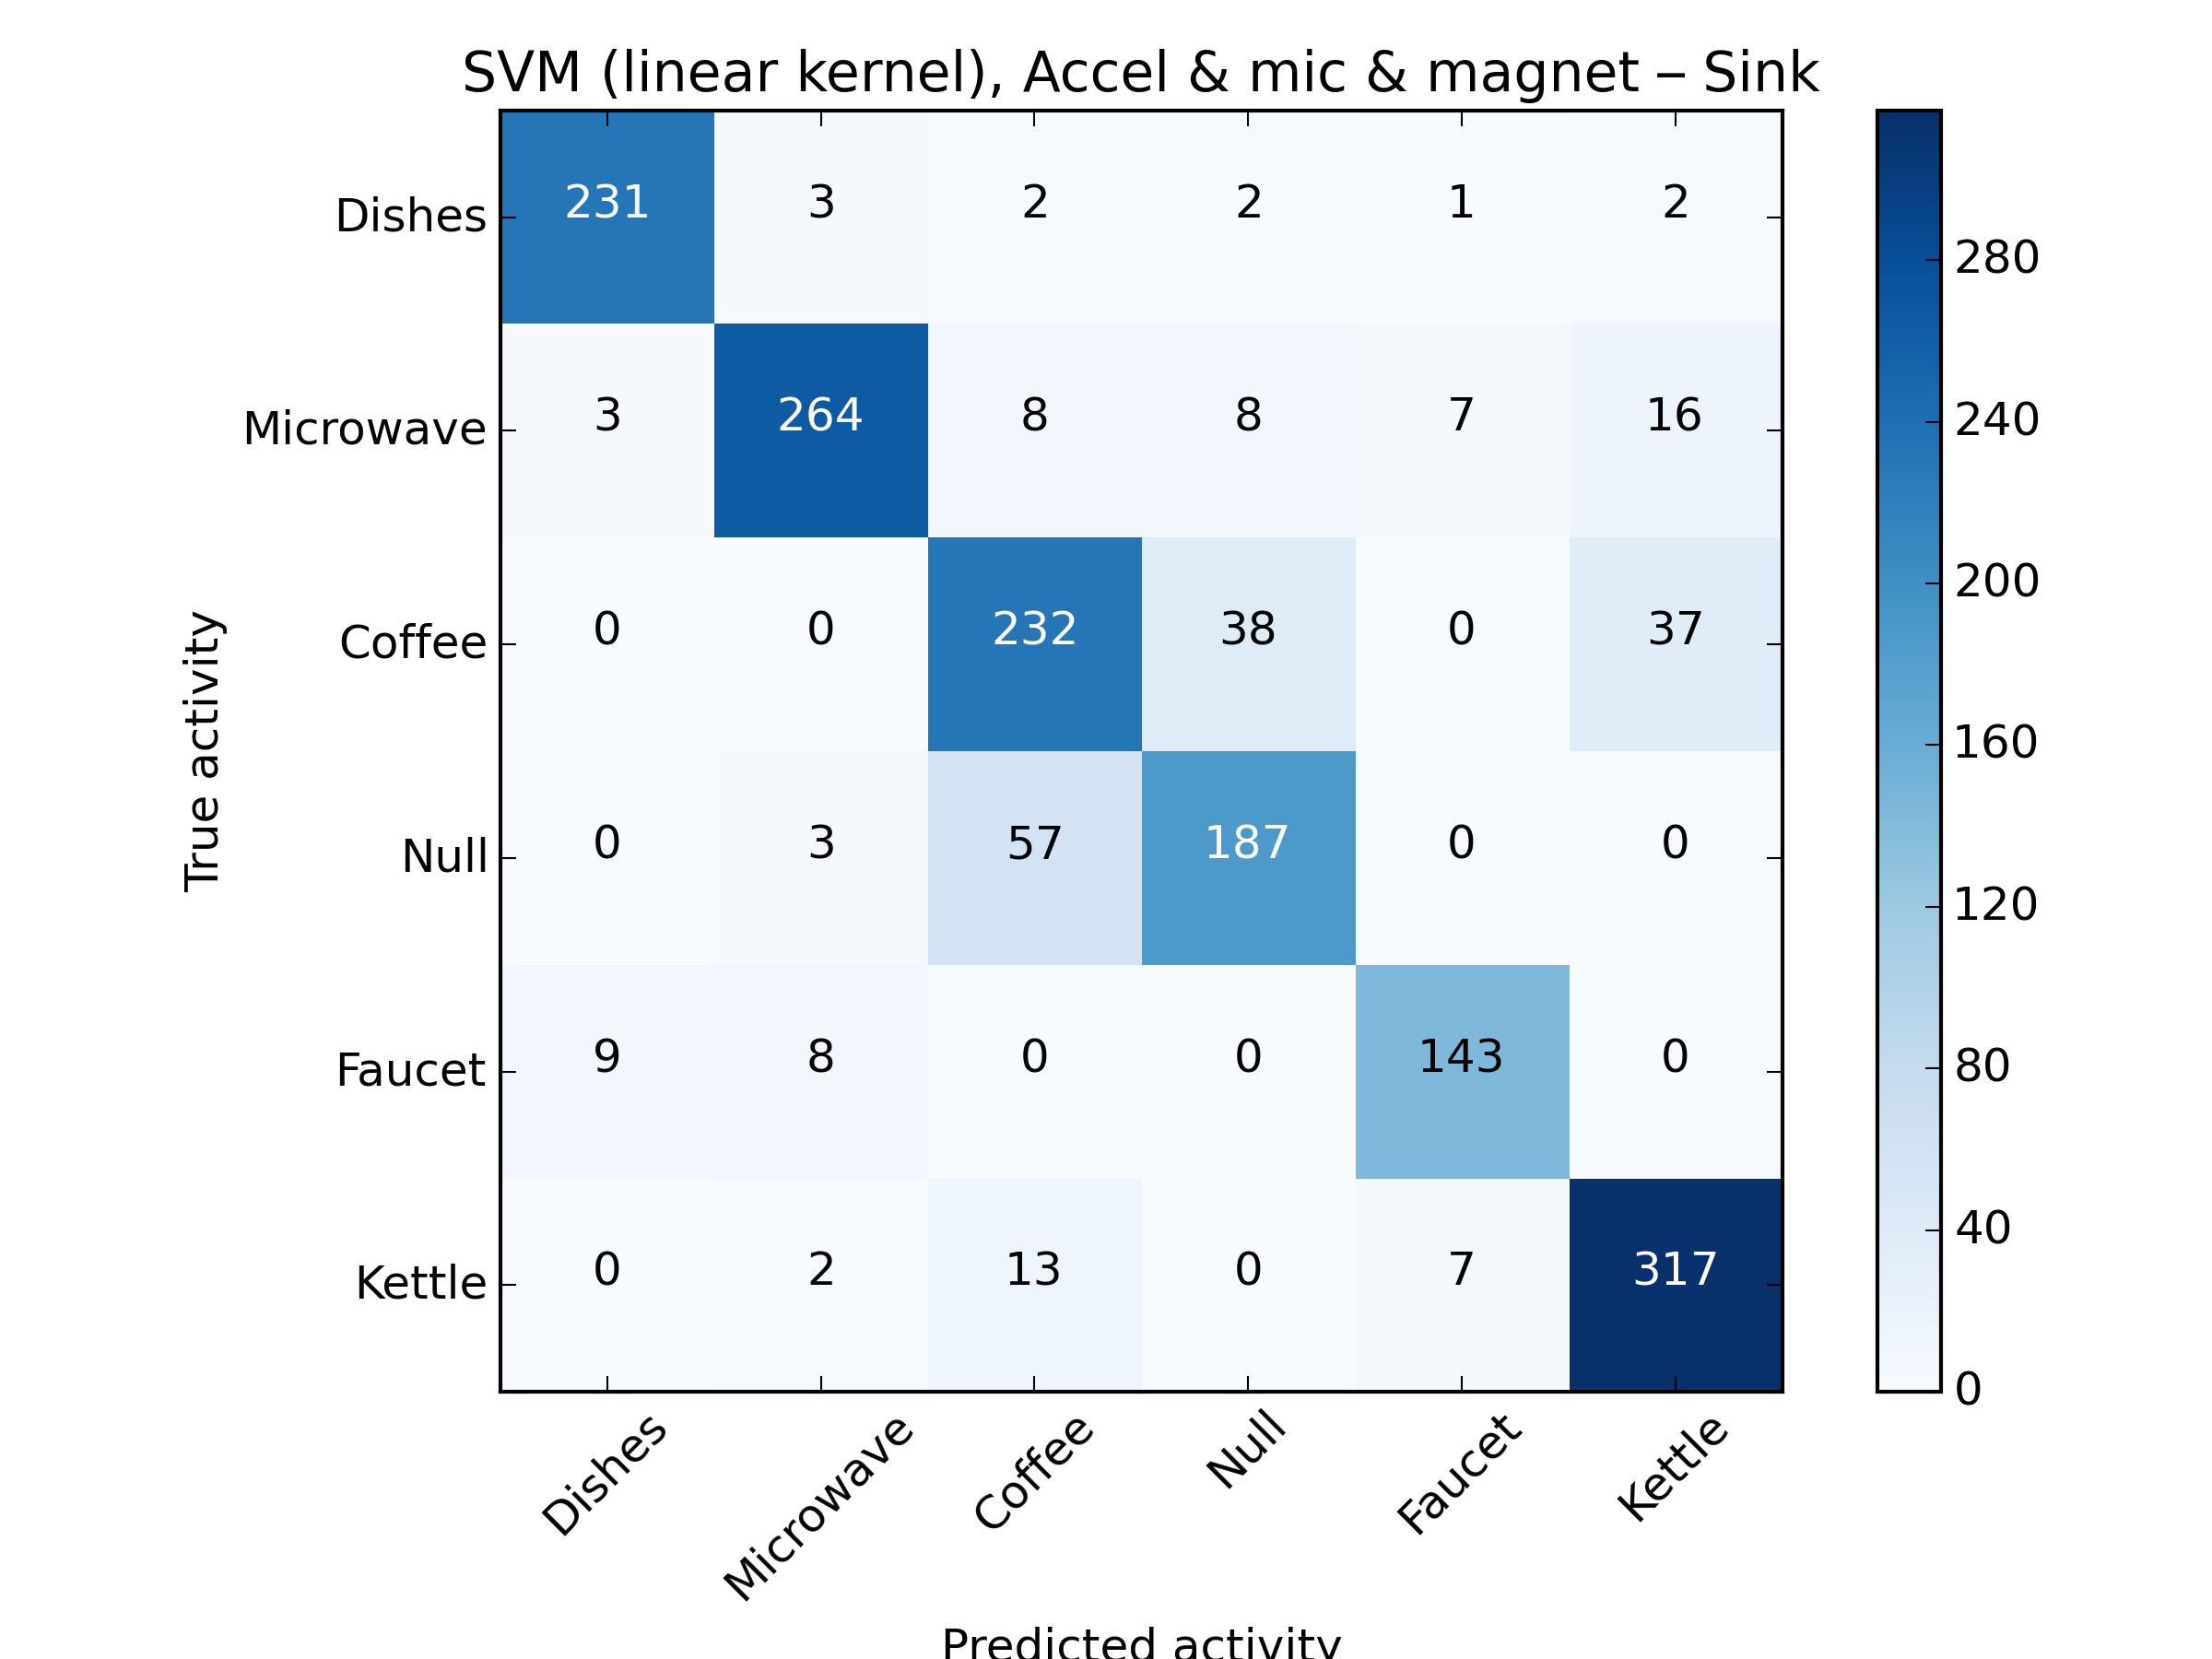 SVM (linear kernel), Accel & mic & magnet – Sink
Dishes 231 3 2 2 1 2
Microwave 3 264 8 8 7 16
Coffee 0 0 232 38 0 37
Null 0 3 57 187 0 0
Faucet 9 8 0 0 143 0
Kettle 0 2 13 0 7 317
True activity
Dishes Microwave Coffee Null Faucet Kettle
Predicted activity
280
240
200
160
120
80
40
0